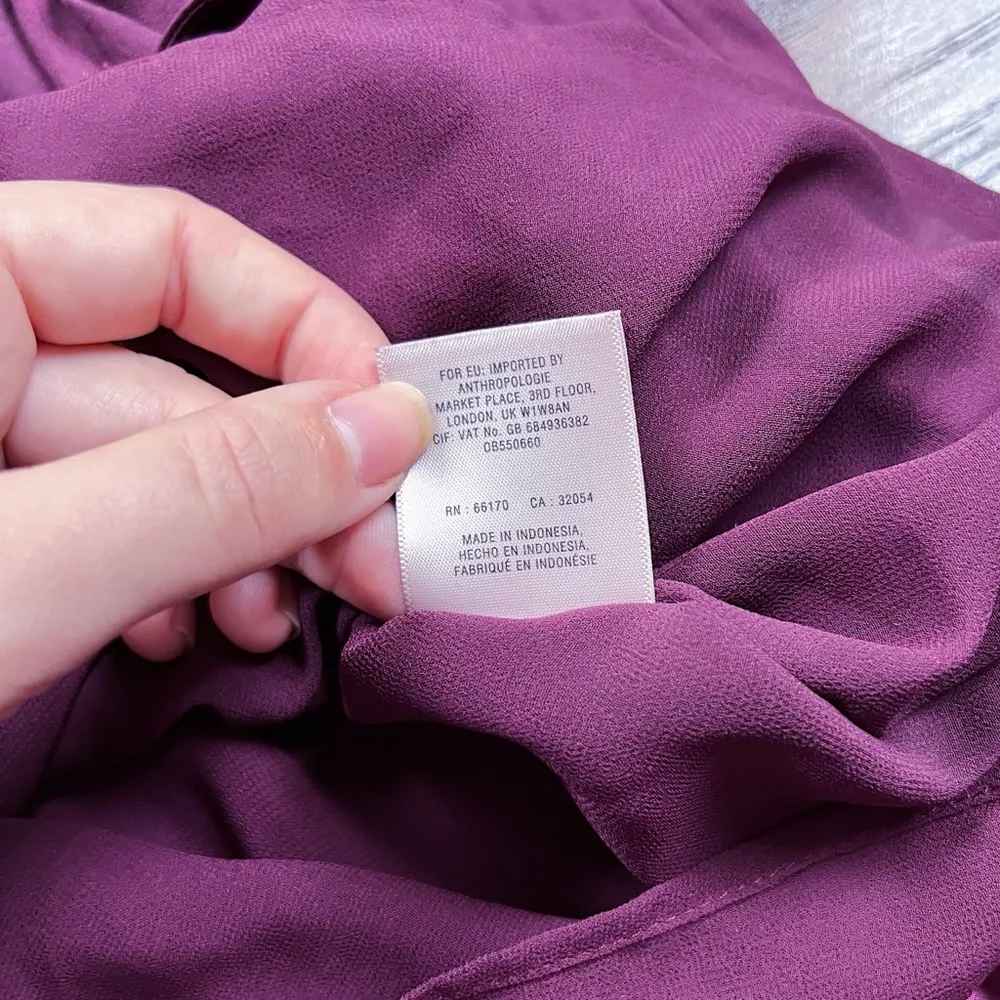 FOR EU: IMPORTED BY
ANTHROPOLOGIE
MARKET PLACE, 3RD FLOOR,
LONDON, UK W1W8AN
CIF: VAT No. GB 684936382
0B550660
RN : 66170 CA : 32054
MADE IN INDONESIA,
HECHO EN INDONESIA,
FABRIQUÉ EN INDONÉSIE